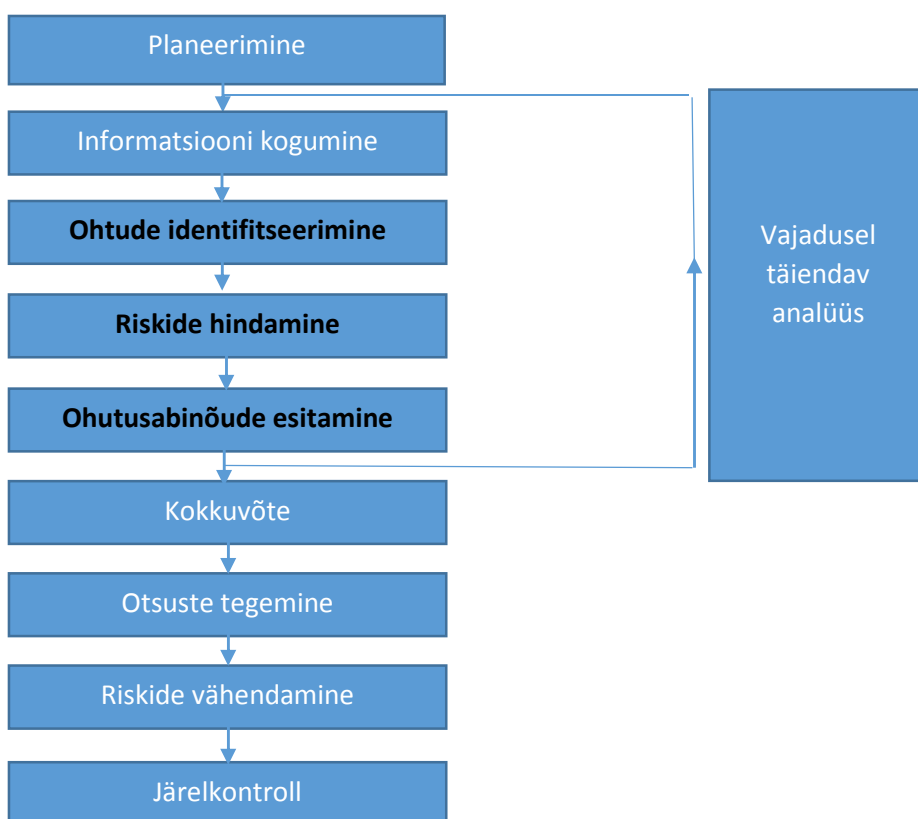 Planeerimine
Informatsiooni kogumine
Ohtude identifitseerimine
Riskide hindamine
Ohutusabinõude esitamine
Kokkuvõte
Otsuste tegemine
Riskide vähendamine
Järelkontroll
Vajadusel
täiendav
analüüs